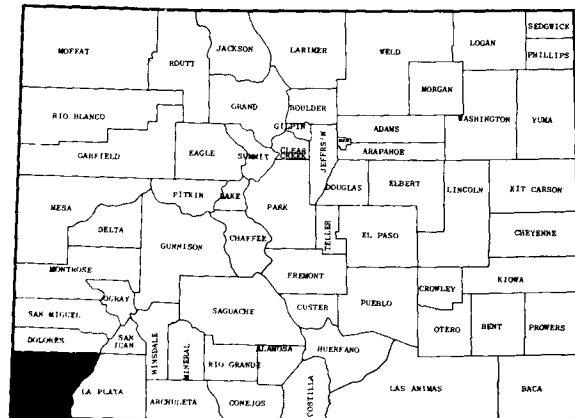 SEDGWICK
LOGAN
JACKSON
LARIMER
WELD
MOFFAT
PHILLIPS
ROUTT
MORGAN
GRAND
BOULDER
RIO BLANCO
WASHINGTON
YUMA
GILPIN
ADAMS
CLEAR
CREEK
JEFFRS'N
ARAPAHOE
GARFIELD
EAGLE
SUMMIT
DOUGLAS
ELBERT
LINCOLN
KIT CARSON
PITKIN
LAKE
PARK
MESA
DELTA
GUNNISON
CHAFFEE
TELLER
EL PASO
CHEYENNE
MONTROSE
FREMONT
KIOWA
CROWLEY
OURAY
SAGUACHE
CUSTER
PUEBLO
SAN MIGUEL
OTERO
BENT
PROWERS
DOLORES
SAN
JUAN
HINSDALE
MINERAL
RIO GRANDE
ALAMOSA
HUERFANO
LA PLATA
ARCHULETA
CONEJOS
COSTILLA
LAS ANIMAS
BACA